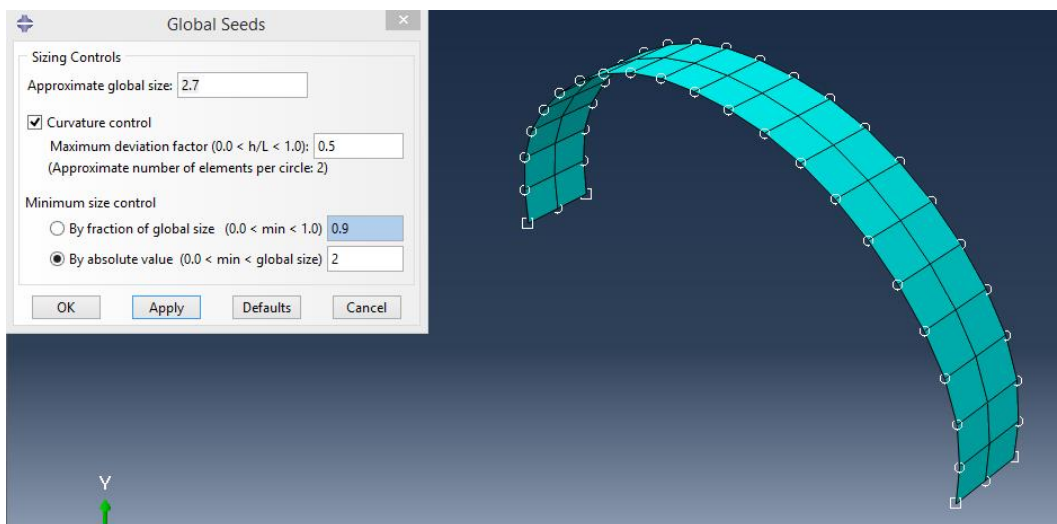 Global Seeds
Sizing Controls
Approximate global size: 2.7
Curvature control
Maximum deviation factor (0.0 < h/L < 1.0): 0.5
(Approximate number of elements per circle: 2)
Minimum size control
By fraction of global size (0.0 < min < 1.0) 0.9
By absolute value (0.0 < min < global size) 2
OK Apply Defaults Cancel
Y